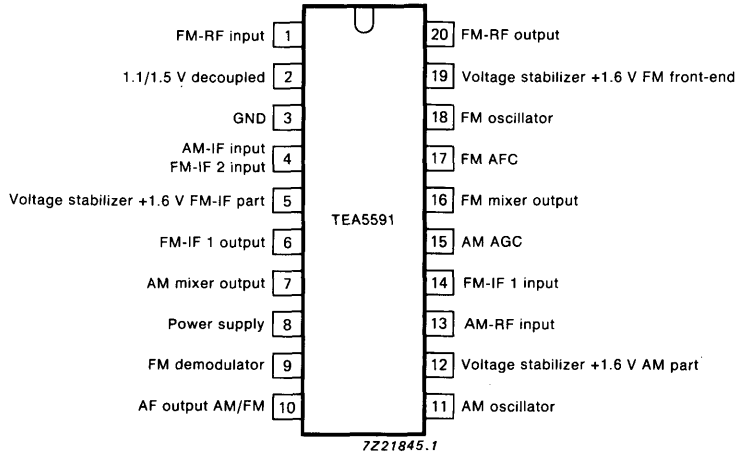 FM-RF input 1
1.1/1.5 V decoupled 2
GND 3
AM-IF input
FM-IF 2 input 4
Voltage stabilizer +1.6 V FM-IF part 5
FM-IF 1 output 6
AM mixer output 7
Power supply 8
FM demodulator 9
AF output AM/FM 10
TEA5591
20 FM-RF output
19 Voltage stabilizer +1.6 V FM front-end
18 FM oscillator
17 FM AFC
16 FM mixer output
15 AM AGC
14 FM-IF 1 input
13 AM-RF input
12 Voltage stabilizer +1.6 V AM part
11 AM oscillator
7Z21845.1